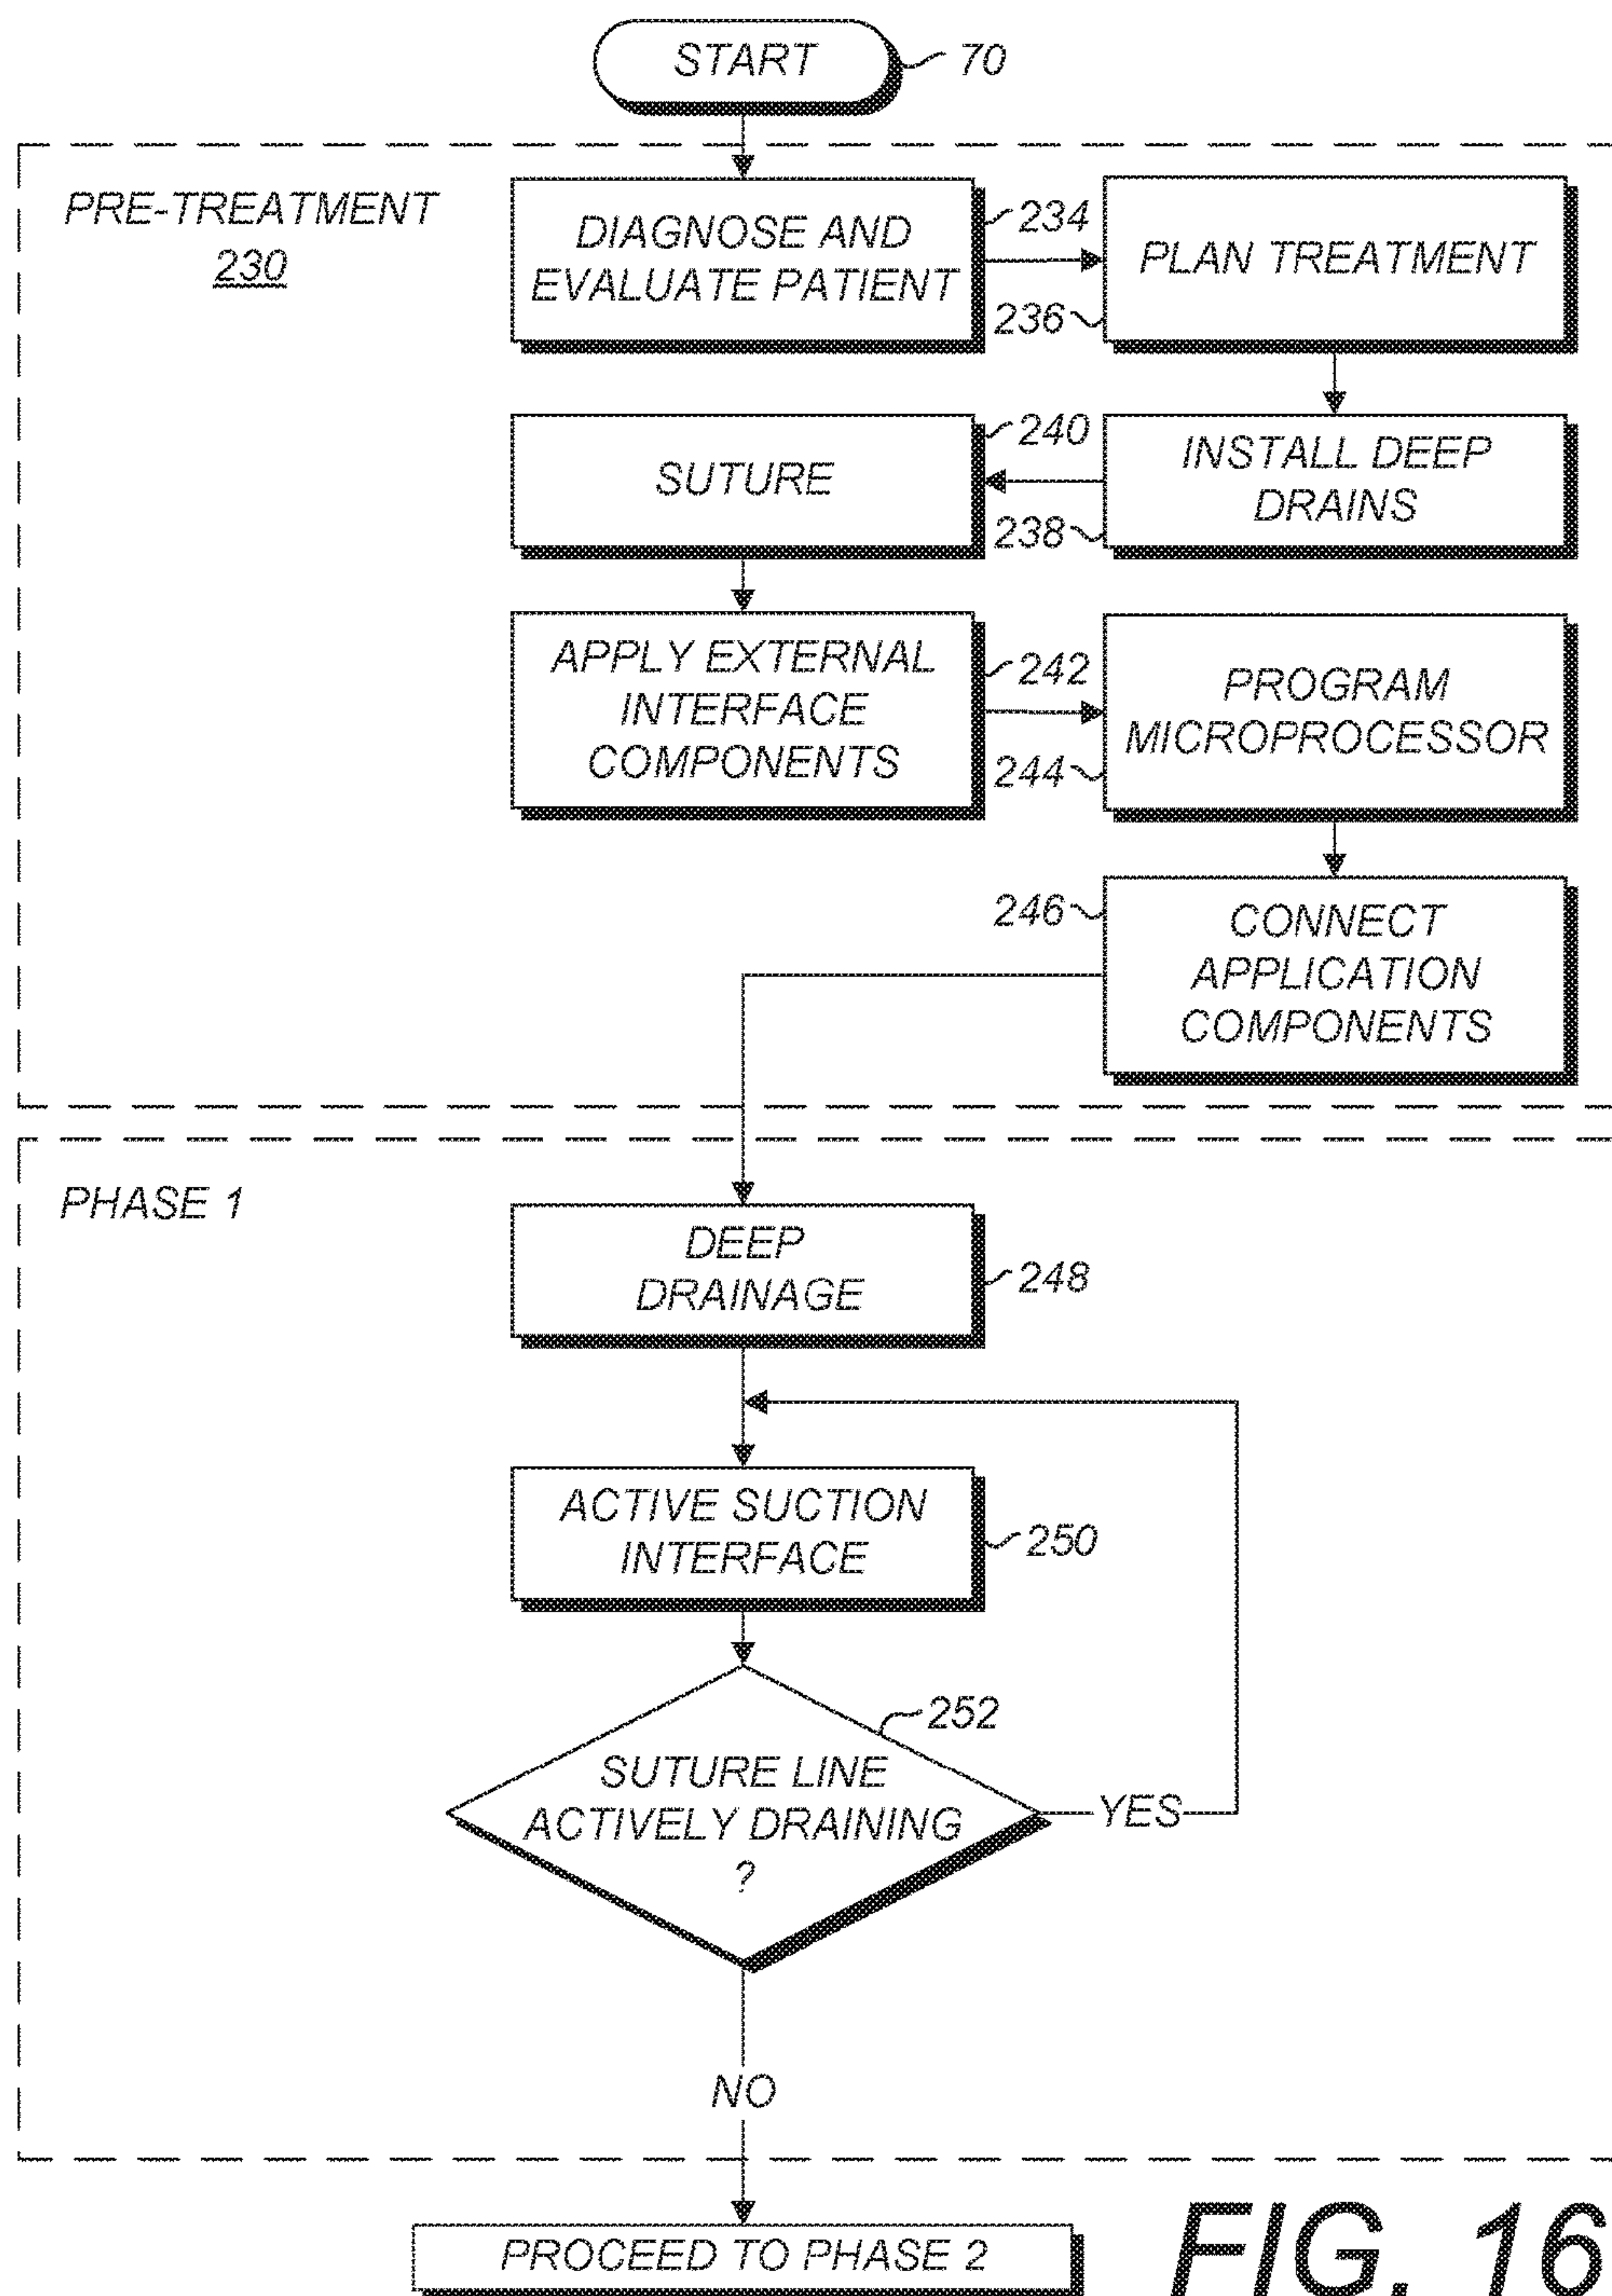 START
70
PRE-TREATMENT
230
DIAGNOSE AND
EVALUATE PATIENT
234
PLAN TREATMENT
236
SUTURE
240
INSTALL DEEP
DRAINS
238
APPLY EXTERNAL
INTERFACE
COMPONENTS
242
PROGRAM
MICROPROCESSOR
244
246
CONNECT
APPLICATION
COMPONENTS
PHASE 1
DEEP
DRAINAGE
248
ACTIVE SUCTION
INTERFACE
250
252
SUTURE LINE
ACTIVELY DRAINING
?
YES
NO
PROCEED TO PHASE 2
FIG. 16